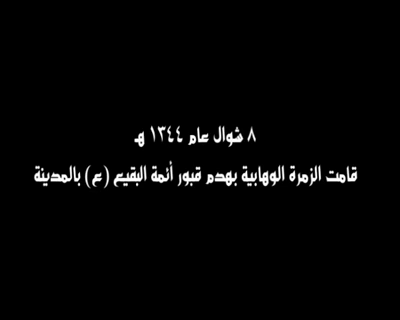 ٨ شوال عام ١٣٤٤ هـ
قامت الزمرة الوهابية بهدم قبور أئمة البقيع (ع) بالمدينة